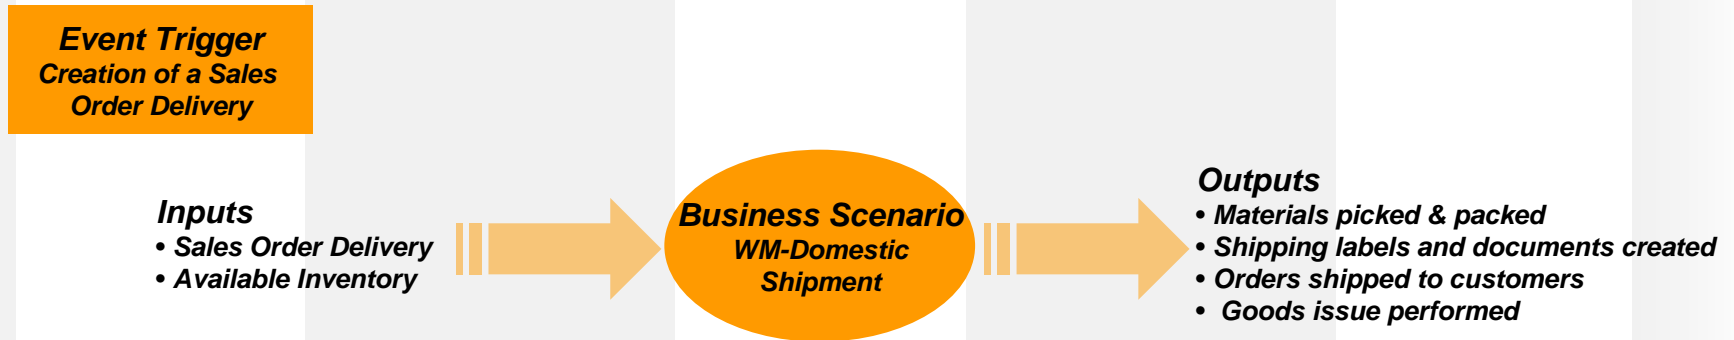 Event Trigger
Creation of a Sales
Order Delivery
Inputs
• Sales Order Delivery
• Available Inventory
Business Scenario
WM-Domestic
Shipment
Outputs
• Materials picked & packed
• Shipping labels and documents created
• Orders shipped to customers
• Goods issue performed